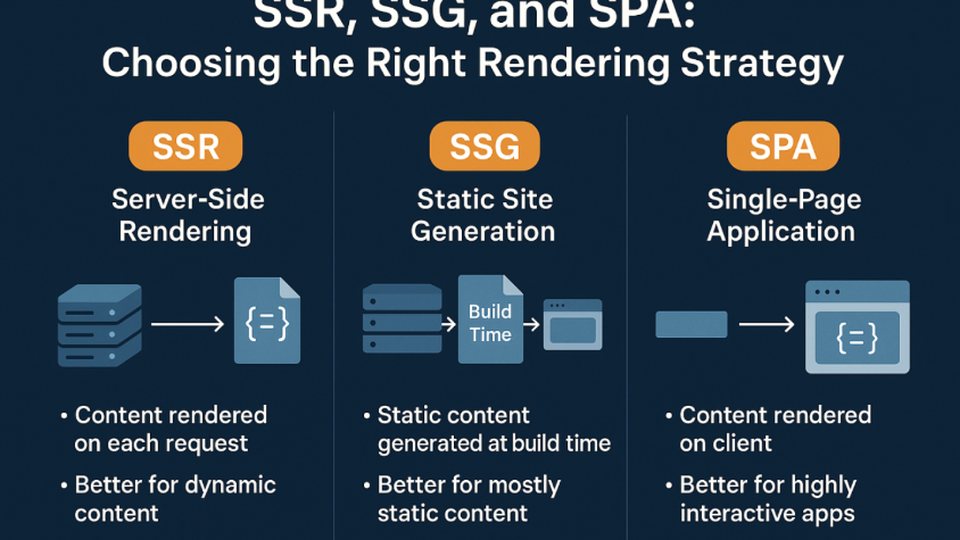 SSR, SSG, and SPA:
Choosing the Right Rendering Strategy
SSR
Server-Side
Rendering
{=}
• Content rendered
on each request
• Better for dynamic
content
SSG
Static Site
Generation
Build
Time
• Static content
generated at build time
• Better for mostly
static content
SPA
Single-Page
Application
{=}
• Content rendered
on client
• Better for highly
interactive apps